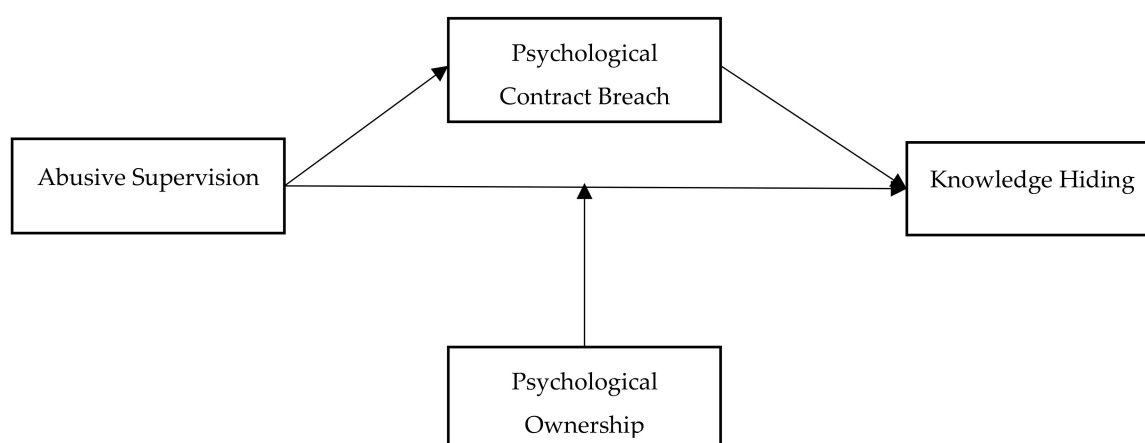 Psychological
Contract Breach
Abusive Supervision
Knowledge Hiding
Psychological
Ownership